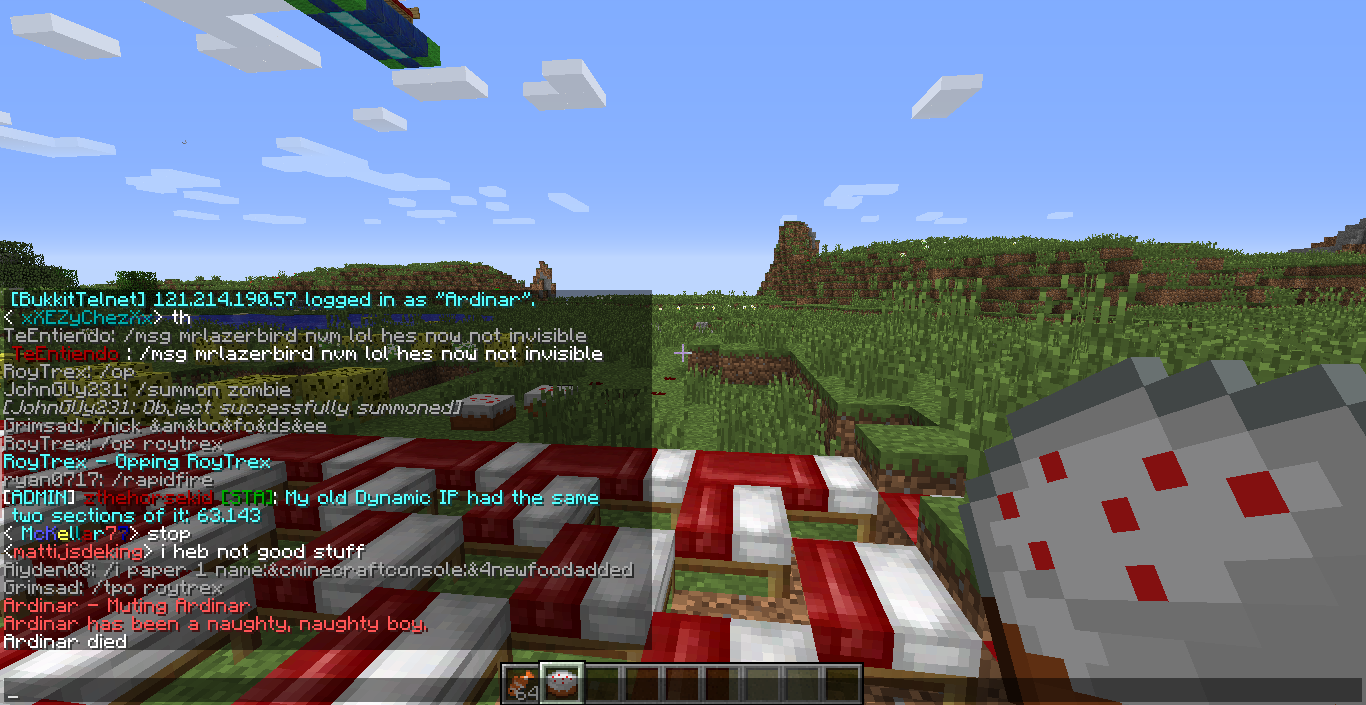 [BukkitTelnet] 121.214.190.57 logged in as "Ardinar".
< xXEZyChezXx> th
TeEntiendo: /msg mrlazerbird nvm lol hes now not invisible
TeEntiendo : /msg mrlazerbird nvm lol hes now not invisible
RoyTrex: /op
JohnGUy231: /summon zombie
[JohnGUy231: Object successfully summoned]
Grimsad: /nick &am&bo&fo&ds&ee
RoyTrex: /op roytrex
RoyTrex - Opping RoyTrex
ryan0717: /rapidfire
[ADMIN] zthehorsekid [STA]: My old Dynamic IP had the same
two sections of it: 63.143
< McKellar77> stop
<mattijsdeking> i heb not good stuff
Aiyden08: /i paper 1 name:&cminecraftconsole:&4newfoodadded
Grimsad: /tpo roytrex
Ardinar - Muting Ardinar
Ardinar has been a naughty, naughty boy.
Ardinar died
_
64